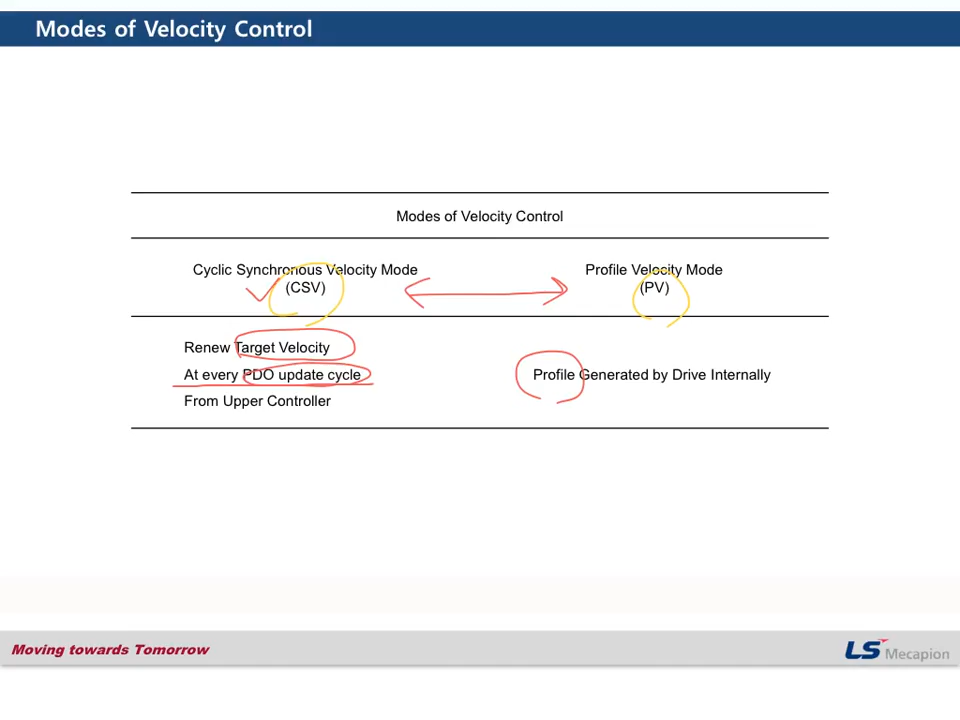 Modes of Velocity Control
Modes of Velocity Control
Cyclic Synchronous Velocity Mode
(CSV)
Profile Velocity Mode
(PV)
Renew Target Velocity
At every PDO update cycle
From Upper Controller
Profile Generated by Drive Internally
Moving towards Tomorrow
LS Mecapion